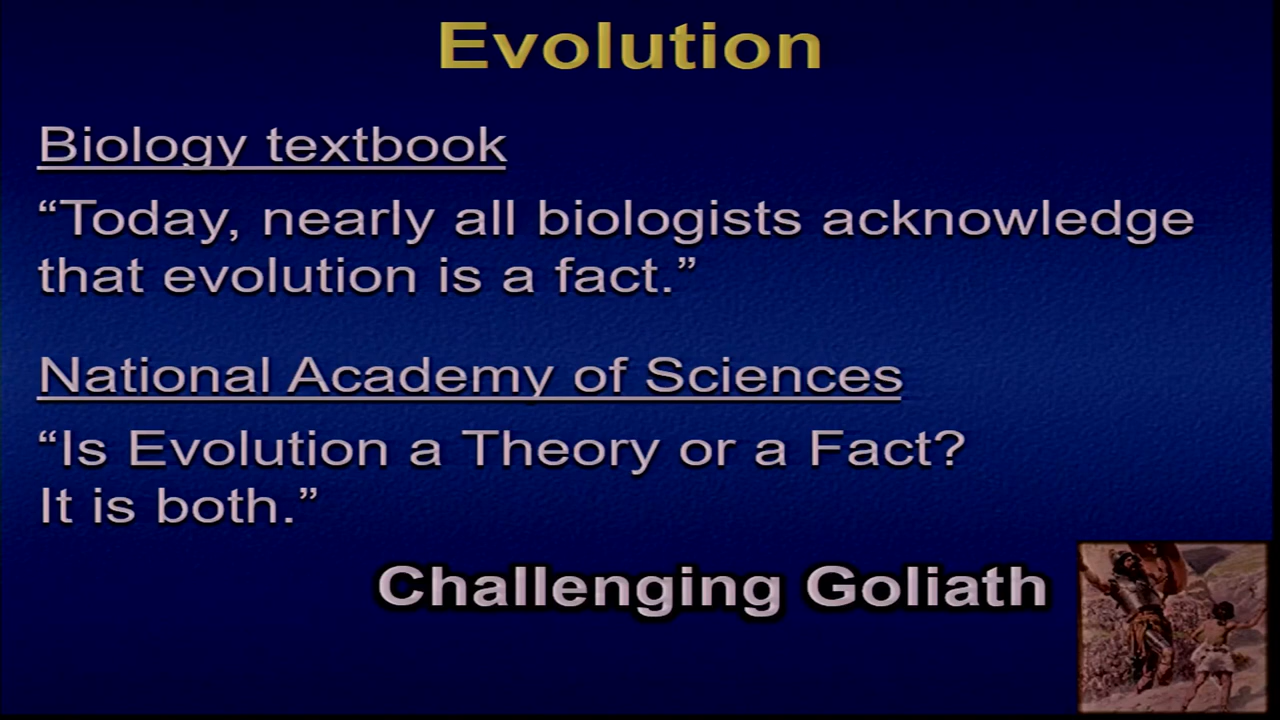 Evolution
Biology textbook
“Today, nearly all biologists acknowledge
that evolution is a fact.”
National Academy of Sciences
“Is Evolution a Theory or a Fact?
It is both.”
Challenging Goliath